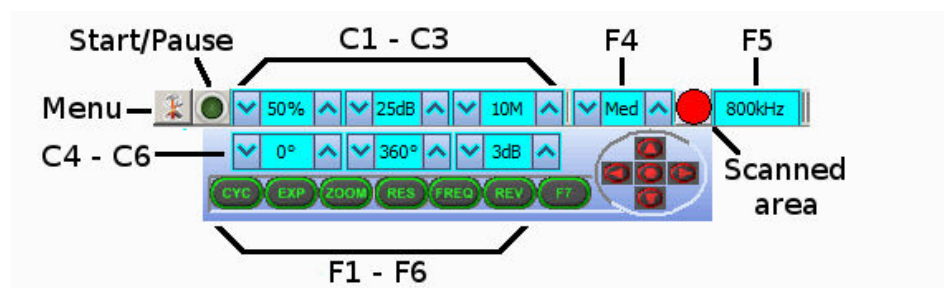 Start/Pause C1 - C3 F4 F5
Menu 50% 25dB 10M Med 800kHz
C4 - C6 0° 360° 3dB
Scanned
area
CYC EXP ZOOM RES FREQ REV F7
F1 - F6